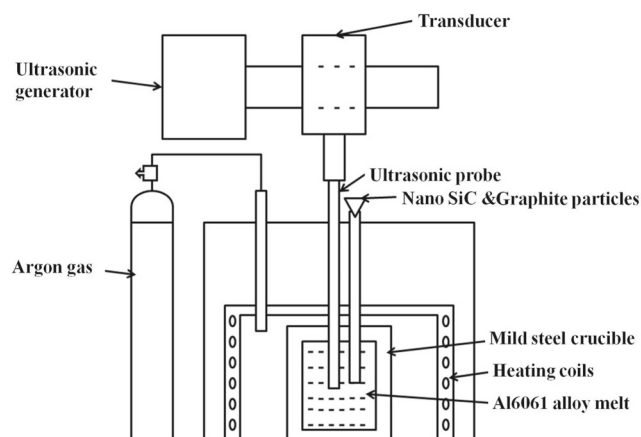 Transducer
Ultrasonic
generator
Ultrasonic probe
Nano SiC &Graphite particles
Argon gas
Mild steel crucible
Heating coils
Al6061 alloy melt